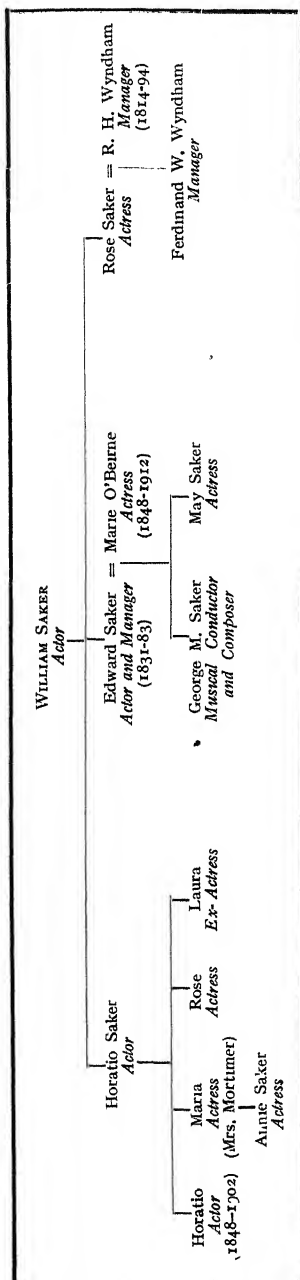 WILLIAM SAKER
Actor
Horatio Saker
Actor
Edward Saker = Marie O'Beirne
Actor and Manager Actress
(1831-83) (1848-1912)
Rose Saker = R. H. Wyndham
Actress Manager
(1814-94)
Horatio
Actor
1848-1902)
Maria
Actress
(Mrs. Mortimer)
Rose
Actress
Laura
Ex-Actress
George M. Saker
Musical Conductor
and Composer
May Saker
Actress
Ferdinand W. Wyndham
Manager
Annie Saker
Actress